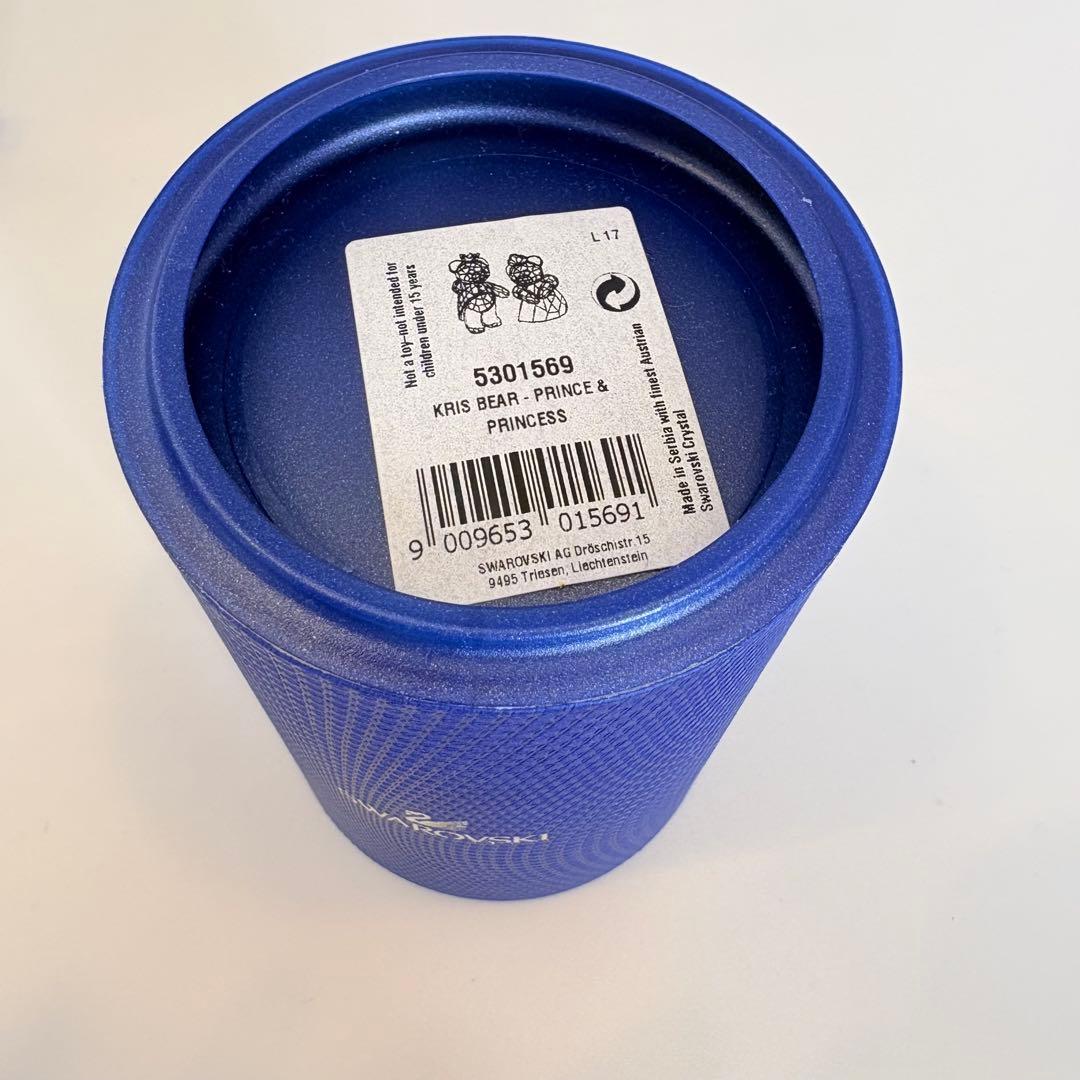 L 17
Not a toy-not intended for
children under 15 years
5301569
KRIS BEAR - PRINCE &
PRINCESS
Made in Serbia with finest Austrian
Swarovski Crystal
9 009653 015691
SWAROVSKI AG Dröschistr. 15
9495 Triesen, Liechtenstein
SWAROVSKI